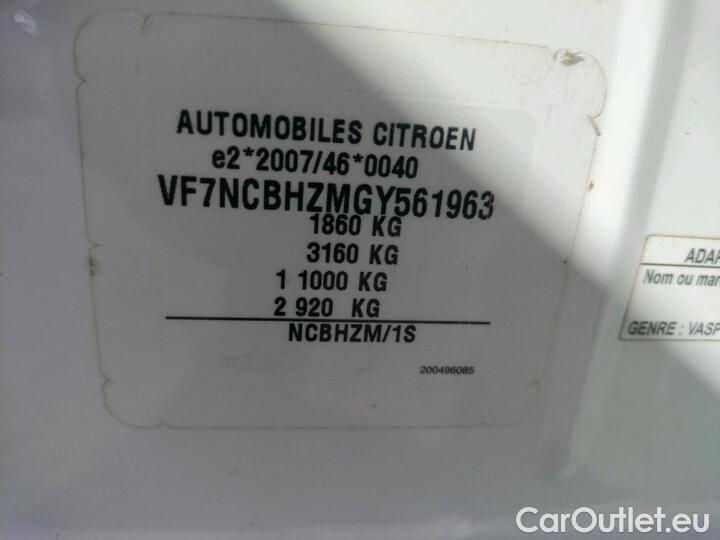 AUTOMOBILES CITROEN
e2*2007/46*0040
VF7NCBHZMGY561963
1860 KG
3160 KG
1 1000 KG
2 920 KG
NCBHZM/1S
200496085
ADAP
Nom ou mar
GENRE : VASP
CarOutlet.eu